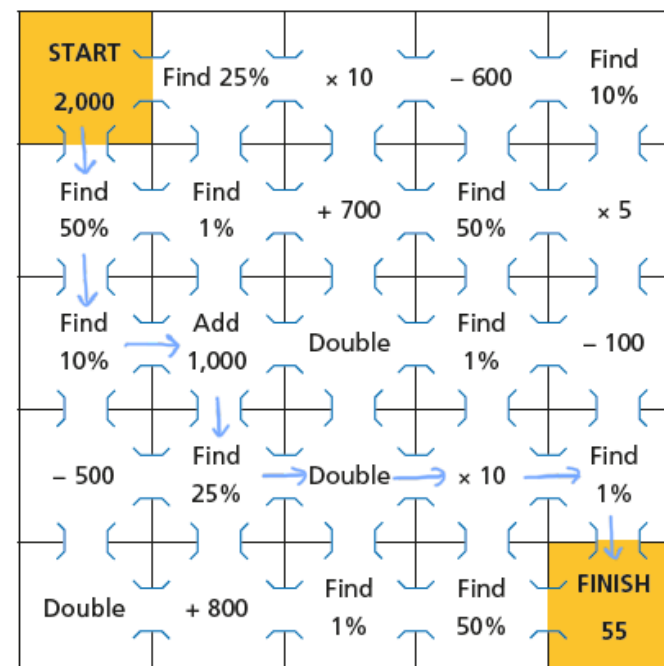 START
2,000
Find 25%
× 10
− 600
Find
10%
Find
50%
Find
1%
+ 700
Find
50%
× 5
Find
10%
Add
1,000
Double
Find
1%
− 100
− 500
Find
25%
Double
× 10
Find
1%
Double
+ 800
Find
1%
Find
50%
FINISH
55